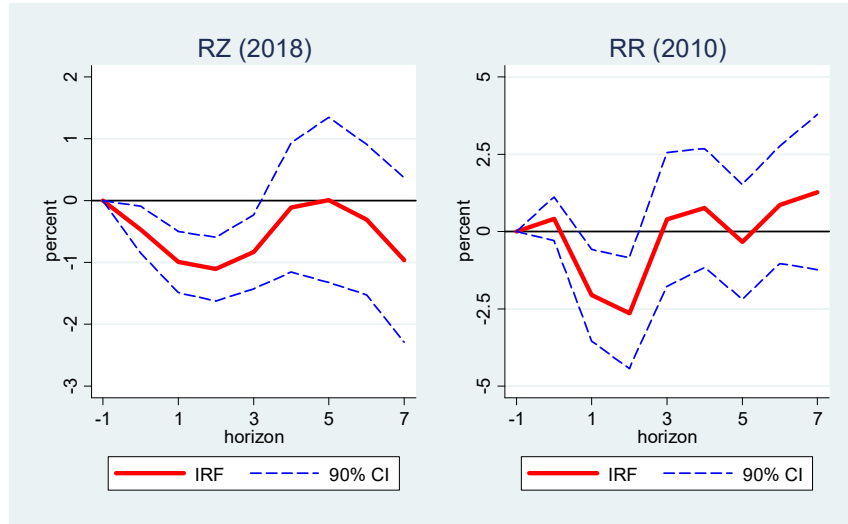 RZ (2018)
percent
2
1
0
-1
-2
-3
-1 1 3 5 7
horizon
IRF 90% CI
RR (2010)
percent
5
2.5
0
-2.5
-5
-1 1 3 5 7
horizon
IRF 90% CI